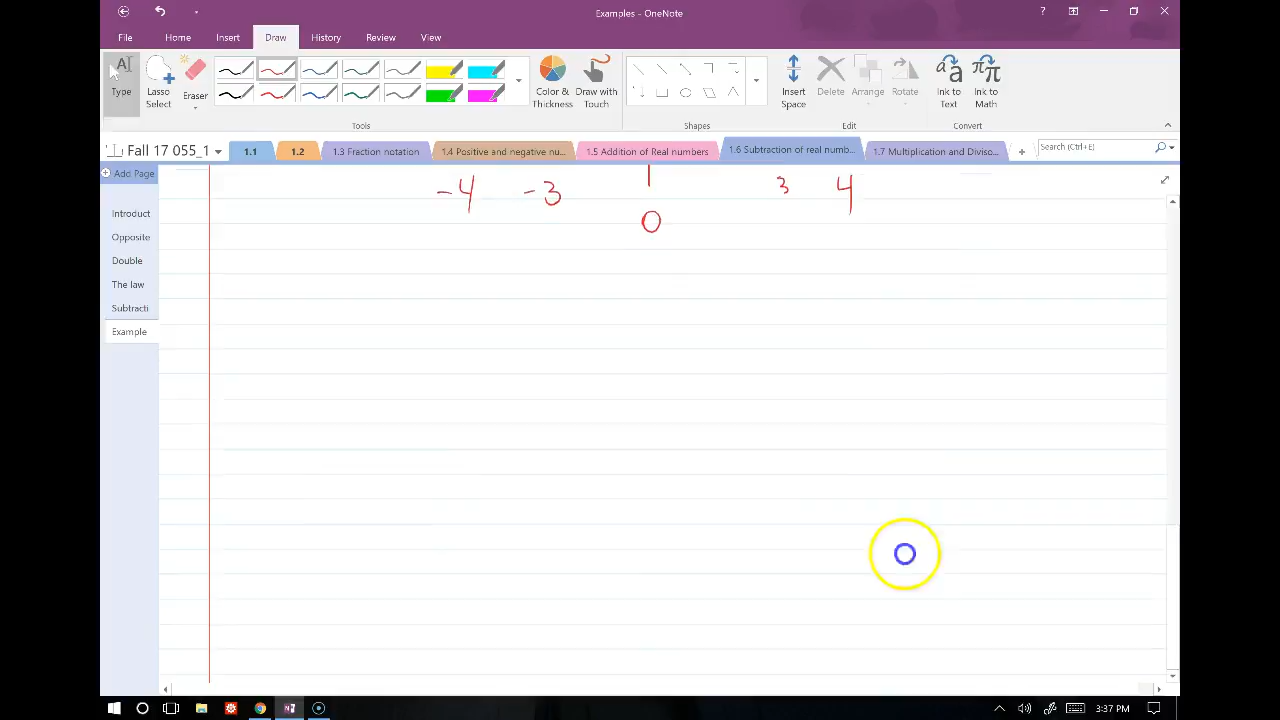 Examples - OneNote
?
File Home Insert Draw History Review View
Type
Lasso Select
Eraser
Color & Thickness
Draw with Touch
Insert Space
Delete
Arrange
Rotate
Ink to Text
Ink to Math
Tools Shapes Edit Convert
Fall 17 055_1 1.1 1.2 1.3 Fraction notation 1.4 Positive and negative nu... 1.5 Addition of Real numbers 1.6 Subtraction of real numb... 1.7 Multiplication and Diviso... Search (Ctrl+E)
Add Page
Introduct
Opposite
Double
The law
Subtracti
Example
-4 -3 3 4
0
3:37 PM